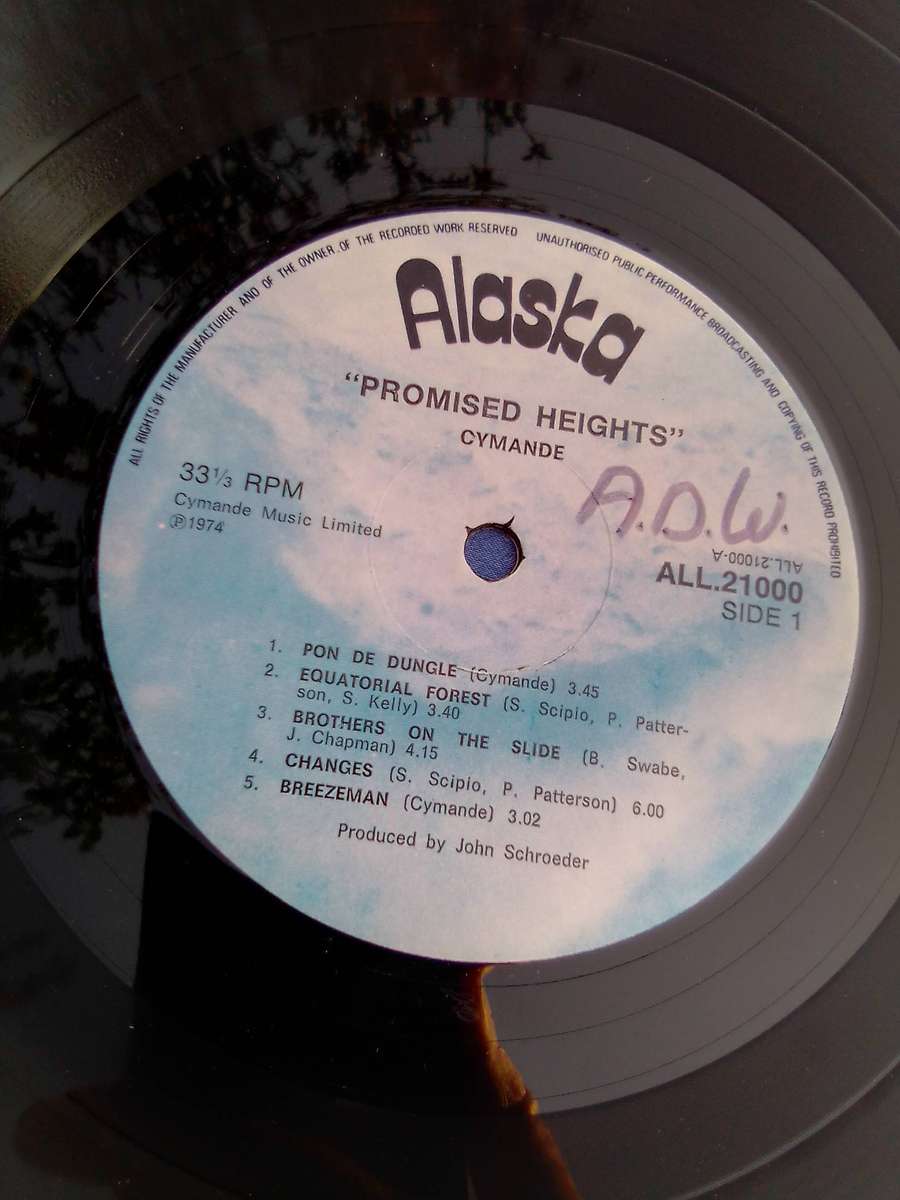 ALL RIGHTS OF THE MANUFACTURER AND OF THE OWNER OF THE RECORDED WORK RESERVED UNAUTHORISED PUBLIC PERFORMANCE BROADCASTING AND COPYING OF THIS RECORD PROHIBITED
Alaska
“PROMISED HEIGHTS”
CYMANDE
33⅓ RPM
Cymande Music Limited
Ⓟ1974
A.D.W.
ALL.21000-A
ALL.21000
SIDE 1
1. PON DE DUNGLE (Cymande) 3.45
2. EQUATORIAL FOREST (S. Scipio, P. Patter-
son, S. Kelly) 3.40
3. BROTHERS ON THE SLIDE (B. Swabe,
J. Chapman) 4.15
4. CHANGES (S. Scipio, P. Patterson) 6.00
5. BREEZEMAN (Cymande) 3.02
Produced by John Schroeder